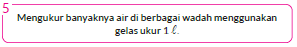 5
Mengukur banyaknya air di berbagai wadah menggunakan
gelas ukur 1 ℓ.